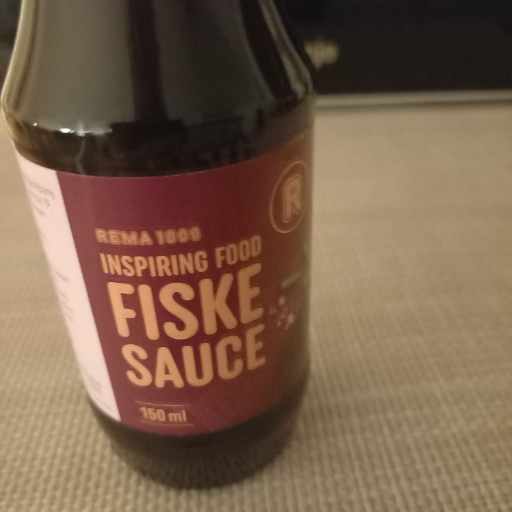 R
REMA 1000
INSPIRING FOOD
FISKE
SAUCE
150 ml